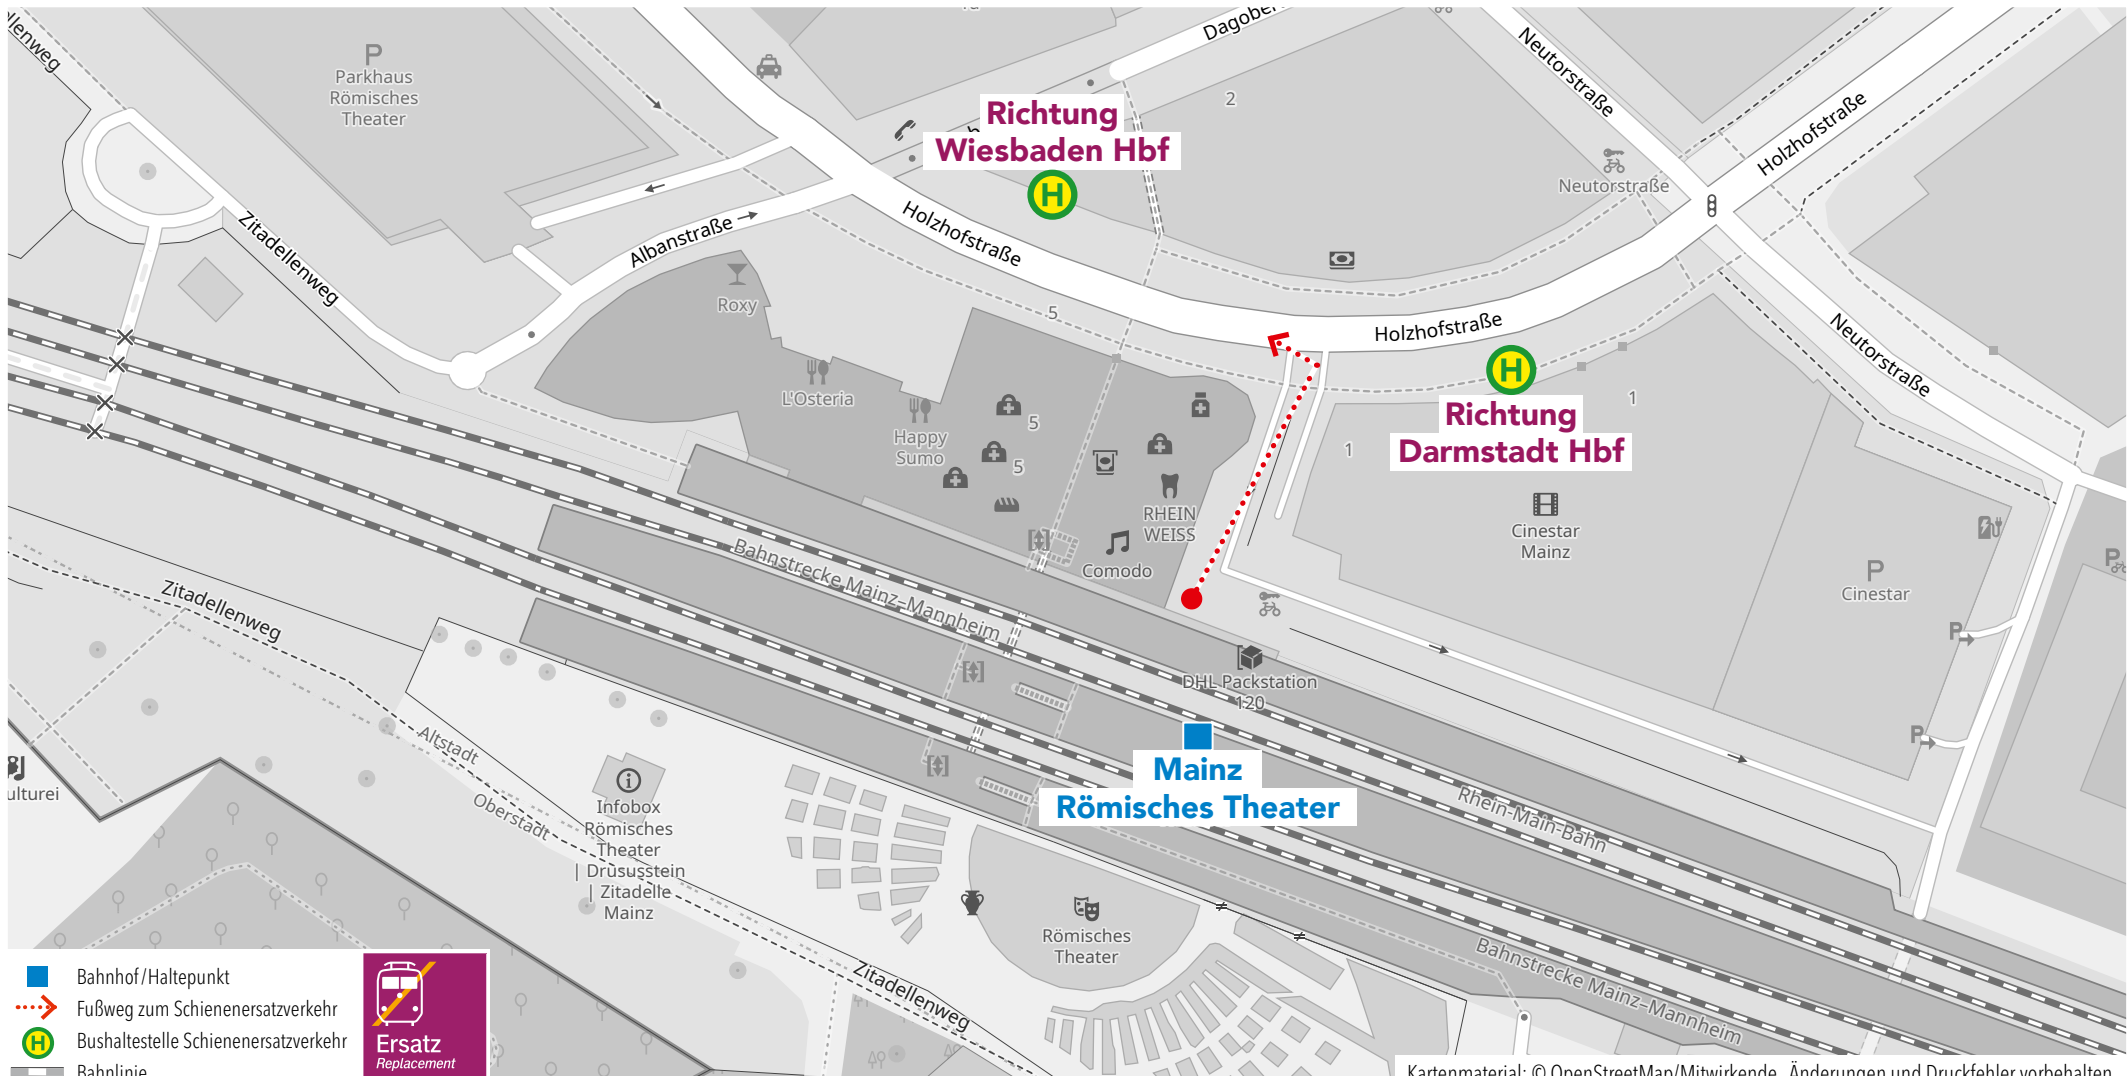 Zitadellenweg
P
Parkhaus
Römisches
Theater
Neutorstraße
Holzhofstraße
2
Richtung
Wiesbaden Hbf
H
Neutorstraße
Zitadellenweg
Albanstraße
Holzhofstraße
Roxy
5
Holzhofstraße
H
Richtung
Darmstadt Hbf
1
1
Neutorstraße
L'Osteria
Happy
Sumo
5
5
RHEIN
WEISS
Comodo
Cinestar
Mainz
P
Cinestar
P
P
P
Bahnstrecke Mainz–Mannheim
Zitadellenweg
DHL Packstation
120
Mainz
Römisches Theater
Rhein-Main-Bahn
Altstadt
Oberstadt
ulturei
Infobox
Römisches
Theater
| Drususstein
| Zitadelle
Mainz
Römisches
Theater
Zitadellenweg
Bahnstrecke Mainz–Mannheim
Bahnhof/Haltepunkt
Fußweg zum Schienenersatzverkehr
H
Bushaltestelle Schienenersatzverkehr
Bahnlinie
Ersatz
Replacement
Kartenmaterial: © OpenStreetMap/Mitwirkende. Änderungen und Druckfehler vorbehalten.